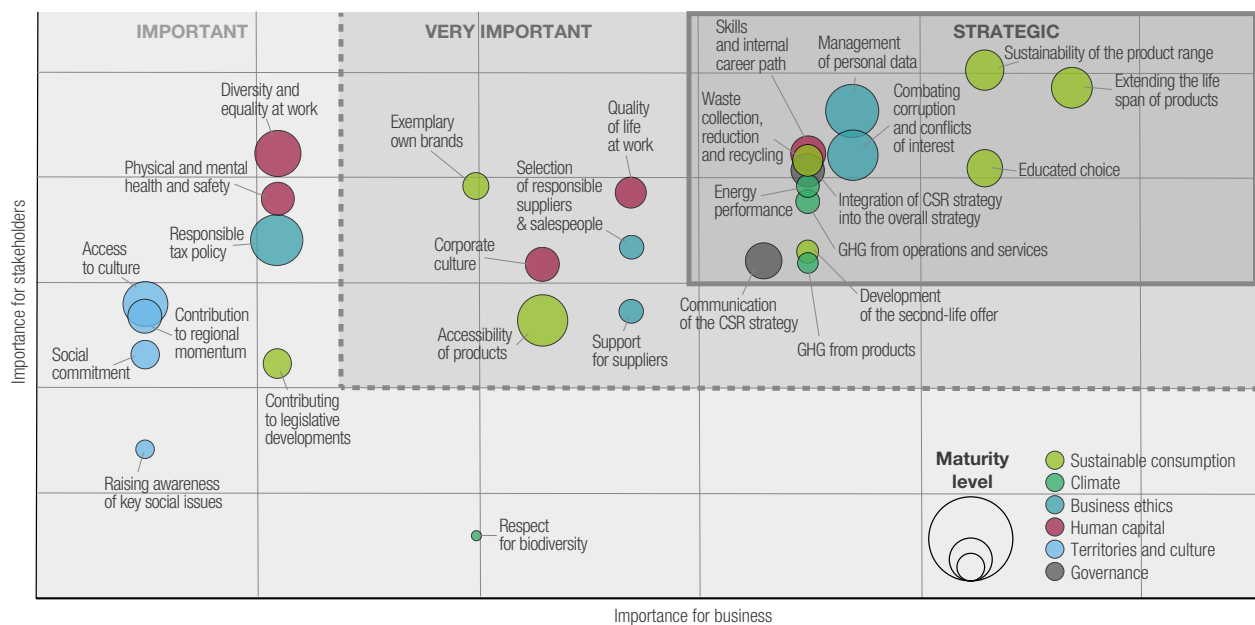 IMPORTANT
VERY IMPORTANT
STRATEGIC
Skills
and internal
career path
Management
of personal data
Sustainability of the product range
Extending the life
span of products
Diversity and
equality at work
Exemplary
own brands
Quality
of life
at work
Waste
collection,
reduction
and recycling
Combating
corruption
and conflicts
of interest
Physical and mental
health and safety
Selection
of responsible
suppliers
& salespeople
Energy
performance
Integration of CSR strategy
into the overall strategy
Educated choice
Responsible
tax policy
Access
to culture
Corporate
culture
GHG from operations and services
Contribution
to regional
momentum
Social
commitment
Accessibility
of products
Support
for suppliers
Communication
of the CSR strategy
Development
of the second-life offer
GHG from products
Contributing
to legislative
developments
Raising awareness
of key social issues
Respect
for biodiversity
Maturity
level
Sustainable consumption
Climate
Business ethics
Human capital
Territories and culture
Governance
Importance for stakeholders
Importance for business